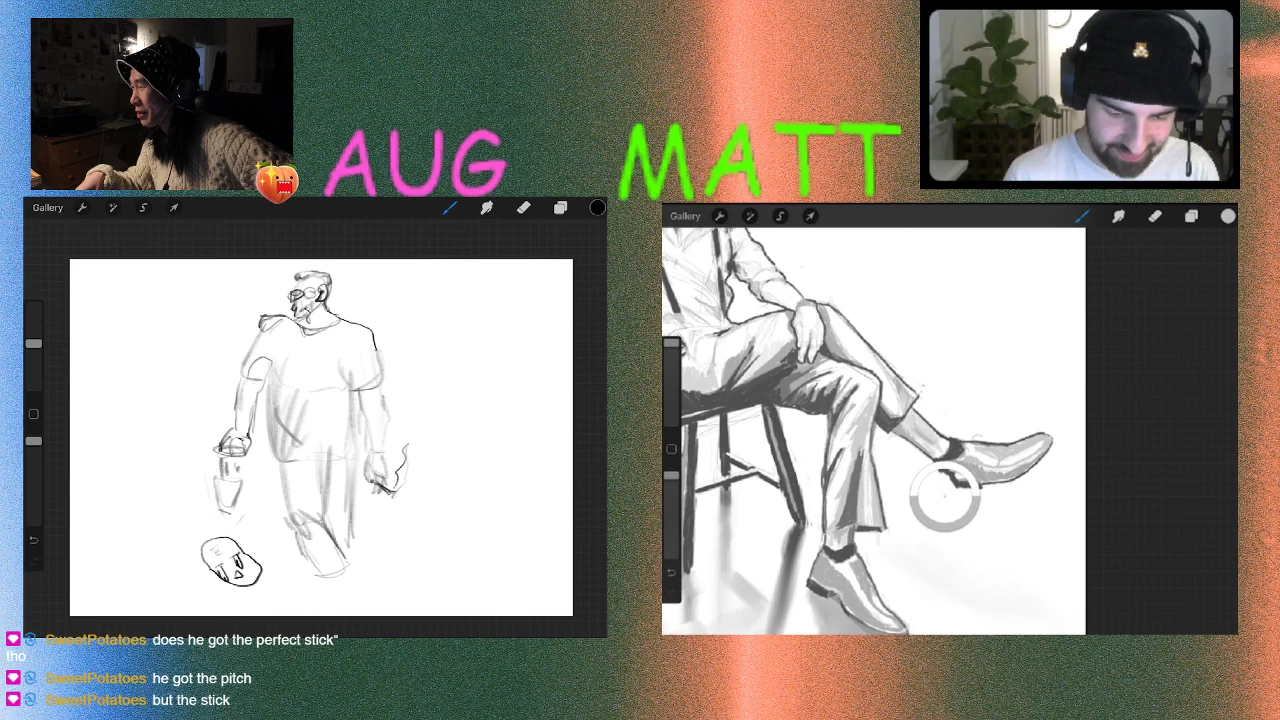 AUG
MATT
Gallery
Gallery
SweetPotatoes does he got the perfect stick"
tho
SweetPotatoes he got the pitch
SweetPotatoes but the stick